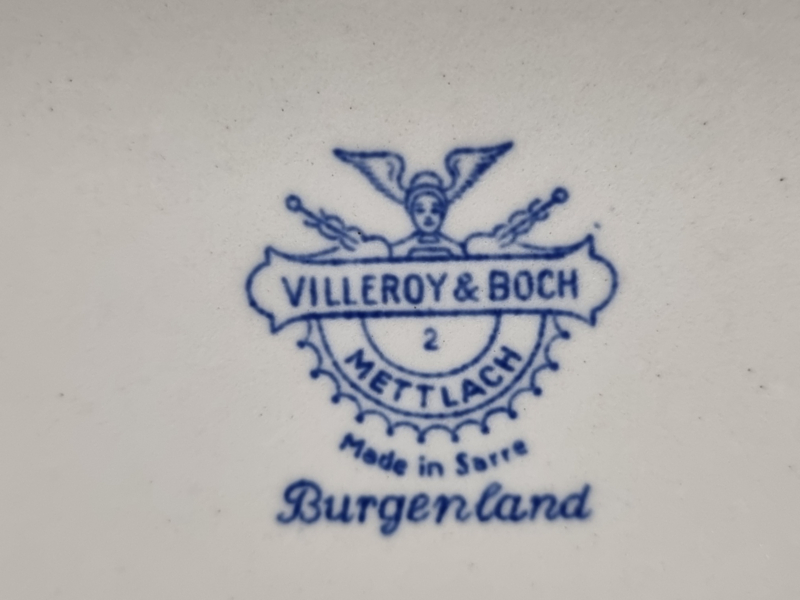 VILLEROY & BOCH
2
METTLACH
Made in Sarre
Burgenland